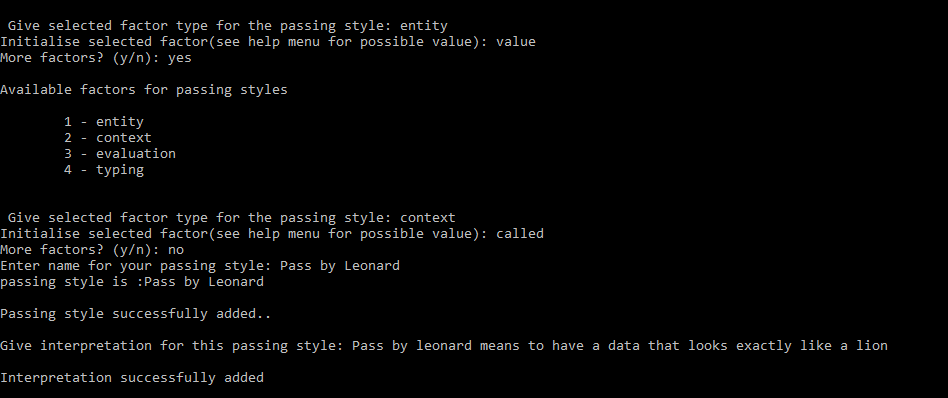 Give selected factor type for the passing style: entity
Initialise selected factor(see help menu for possible value): value
More factors? (y/n): yes
Available factors for passing styles
1 - entity
2 - context
3 - evaluation
4 - typing
Give selected factor type for the passing style: context
Initialise selected factor(see help menu for possible value): called
More factors? (y/n): no
Enter name for your passing style: Pass by Leonard
passing style is :Pass by Leonard
Passing style successfully added..
Give interpretation for this passing style: Pass by leonard means to have a data that looks exactly like a lion
Interpretation successfully added